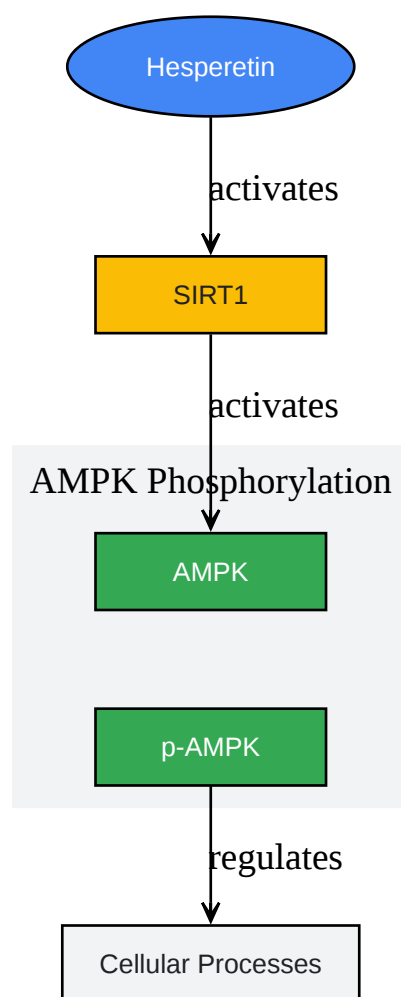 Hesperetin
activates
SIRT1
activates
AMPK Phosphorylation
AMPK
p-AMPK
regulates
Cellular Processes